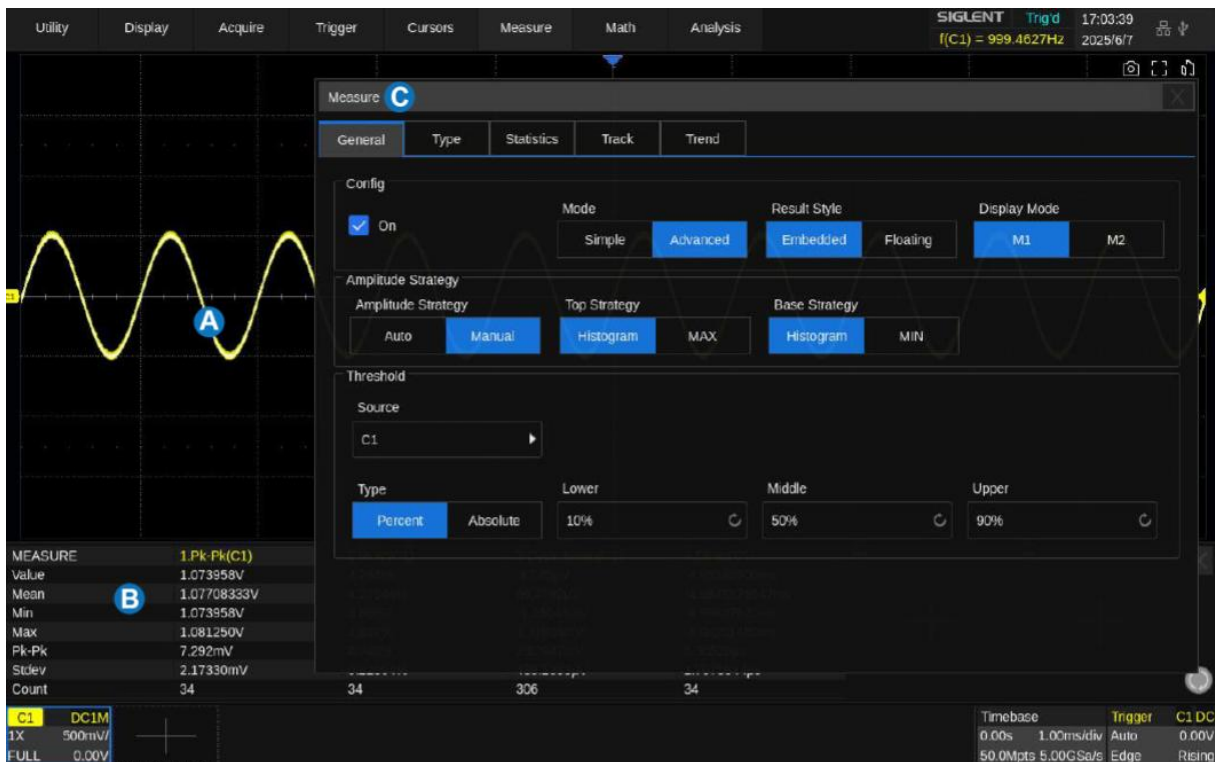 Utility Display Acquire Trigger Cursors Measure Math Analysis SIGLENT Trig'd 17:03:39
f(C1) = 999.4627Hz 2025/6/7
Measure C
General Type Statistics Track Trend
Config
On
Mode Result Style Display Mode
Simple Advanced Embedded Floating M1 M2
Amplitude Strategy
Amplitude Strategy Top Strategy Base Strategy
Auto Manual Histogram MAX Histogram MIN
C1
A
Threshold
Source
C1
Type Lower Middle Upper
Percent Absolute 10% 50% 90%
MEASURE 1.Pk-Pk(C1)
Value 1.073958V
Mean 1.07708333V
B
Min 1.073958V
Max 1.081250V
Pk-Pk 7.292mV
Stdev 2.17330mV
Count 34 34 306 34
C1 DC1M
1X 500mV/
FULL 0.00V
Timebase Trigger C1 DC
0.00s 1.00ms/div Auto 0.00V
50.0Mpts 5.00GSa/s Edge Rising